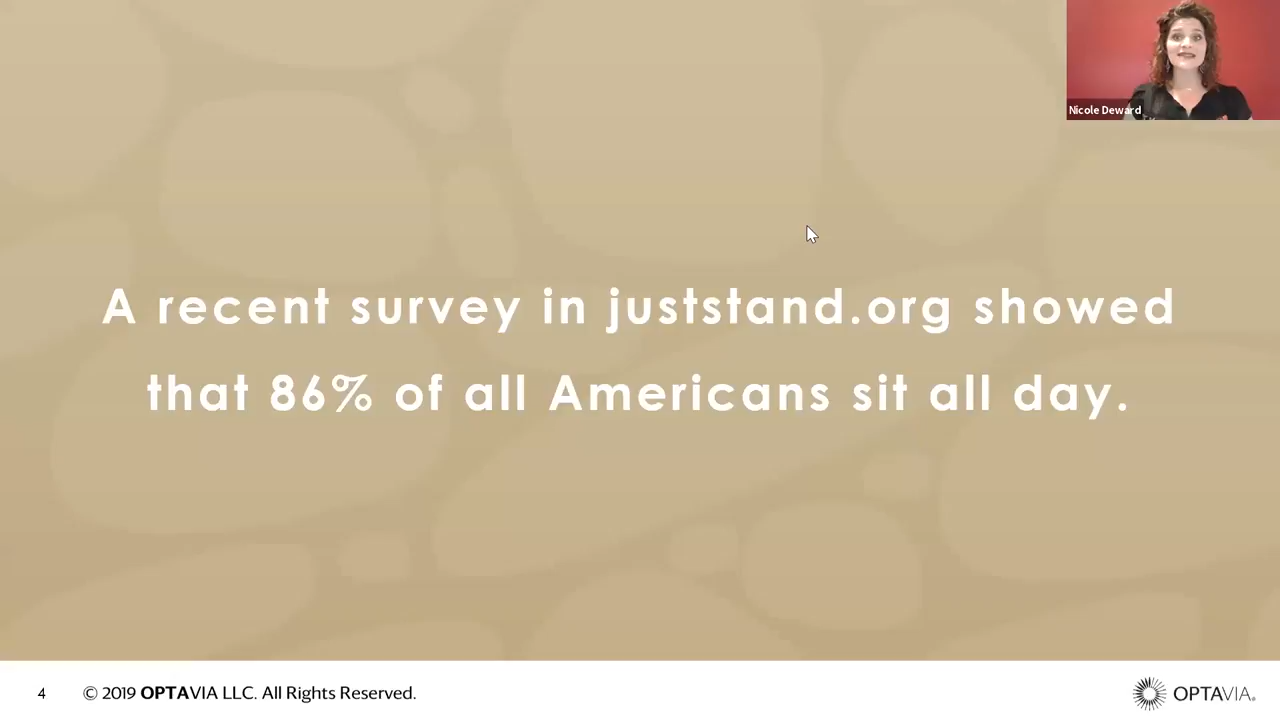 Nicole Deward
A recent survey in juststand.org showed
that 86% of all Americans sit all day.
4
© 2019 OPTAVIA LLC. All Rights Reserved.
OPTAVIA®